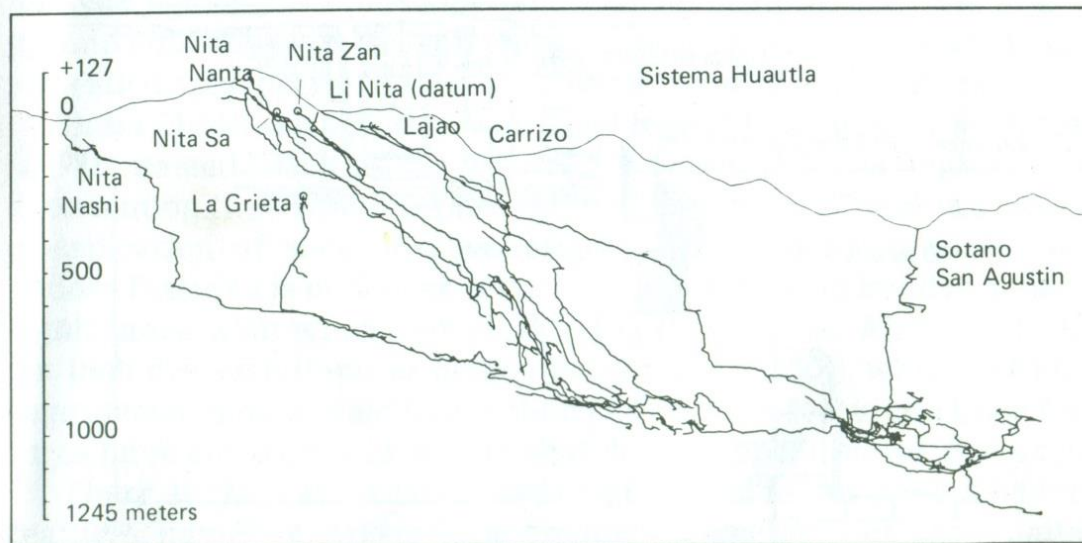 Nita
Nanta
Nita Zan
+127
Sistema Huautla
Li Nita (datum)
0
Lajao
Carrizo
Nita Sa
Nita
Nashi
La Grieta
Sotano
San Agustin
500
1000
1245 meters